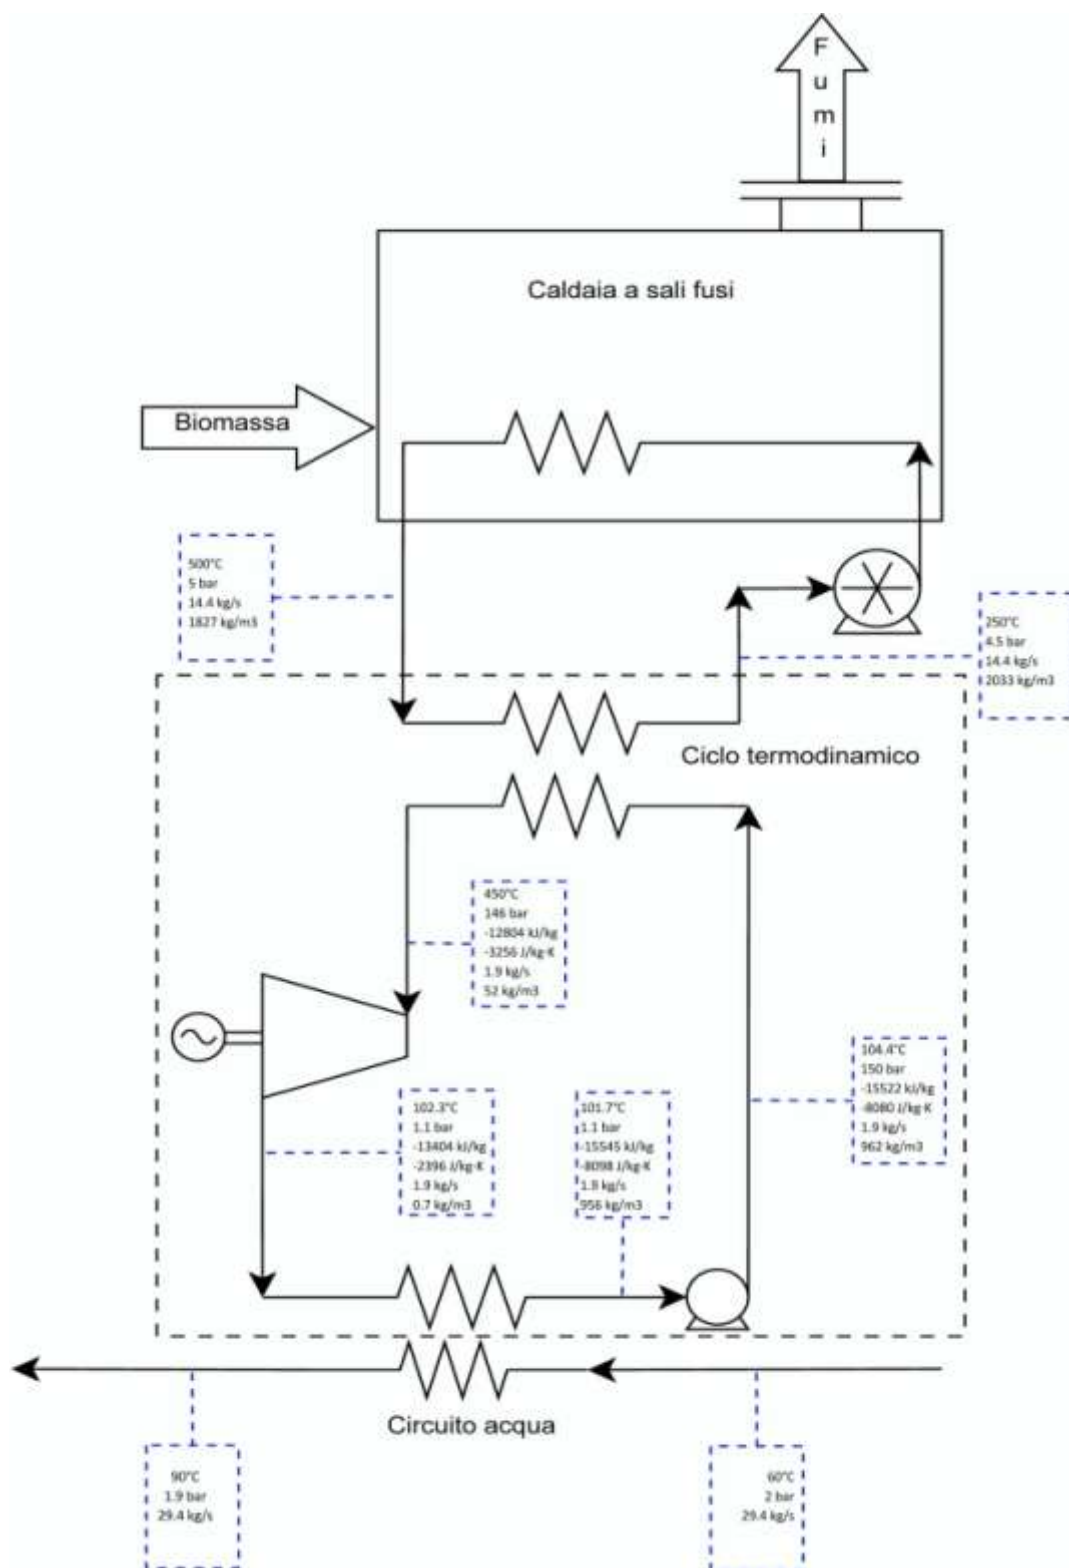 F
u
m
i
Caldaia a sali fusi
Biomassa
500°C
5 bar
14.4 kg/s
1827 kg/m3
250°C
4.5 bar
14.4 kg/s
2033 kg/m3
Ciclo termodinamico
450°C
146 bar
-12804 kJ/kg
-3256 J/kg·K
1.9 kg/s
52 kg/m3
104.4°C
150 bar
-15522 kJ/kg
-8080 J/kg·K
1.9 kg/s
962 kg/m3
102.3°C
1.1 bar
-13404 kJ/kg
-2396 J/kg·K
1.9 kg/s
0.7 kg/m3
101.7°C
1.1 bar
-15545 kJ/kg
-8098 J/kg·K
1.9 kg/s
956 kg/m3
Circuito acqua
90°C
1.9 bar
29.4 kg/s
60°C
2 bar
29.4 kg/s